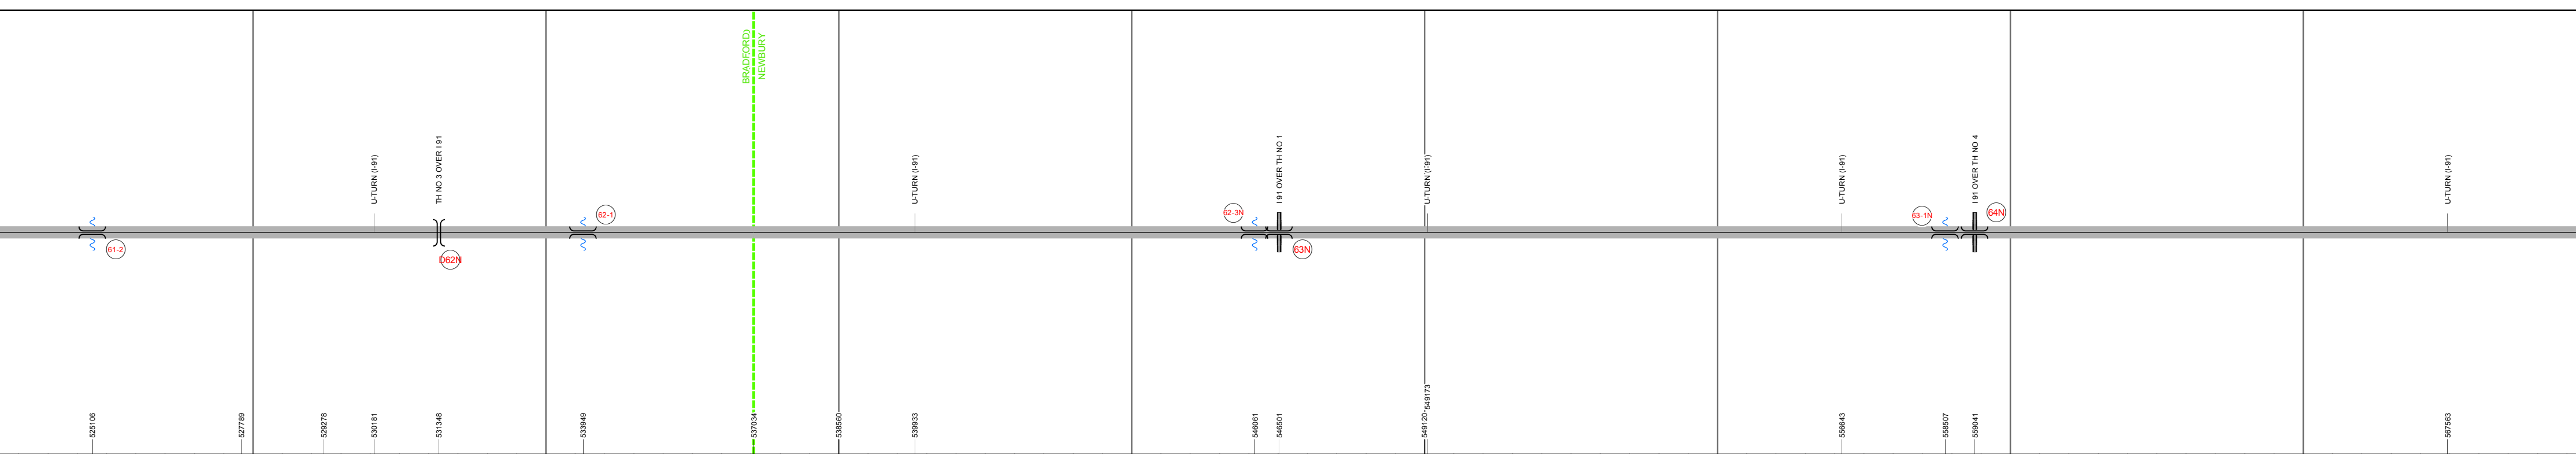 BRADFORD)
NEWBURY
U-TURN (I-91)
TH NO 3 OVER I 91
U-TURN (I-91)
I 91 OVER TH NO 1
U-TURN (I-91)
U-TURN (I-91)
I 91 OVER TH NO 4
U-TURN (I-91)
61-2
D62N
62-1
62-3N
63N
63-1N
64N
525106
527789
529278
530181
531348
533949
537034
538560
539933
546061
546501
549120
549173
556643
558507
559041
567563